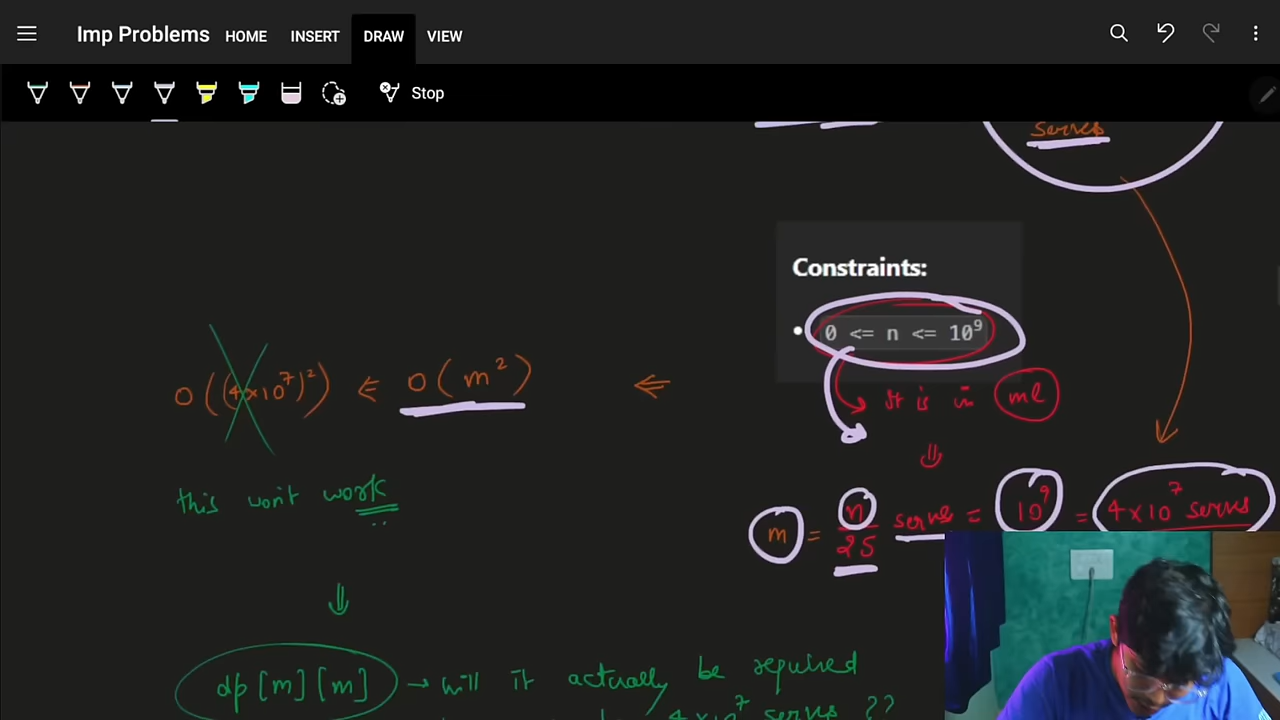 Imp Problems HOME INSERT DRAW VIEW
Stop
serves
Constraints:
• 0 <= n <= 10⁹
It is in ml
O((4×10⁷)²) ⇐ O(m²) ⇐
⇓
this won't work
m = n/25 serves = 10⁹ = 4×10⁷ serves
⇓
dp[m][m] → will it actually be required
4×10⁷ serves ??